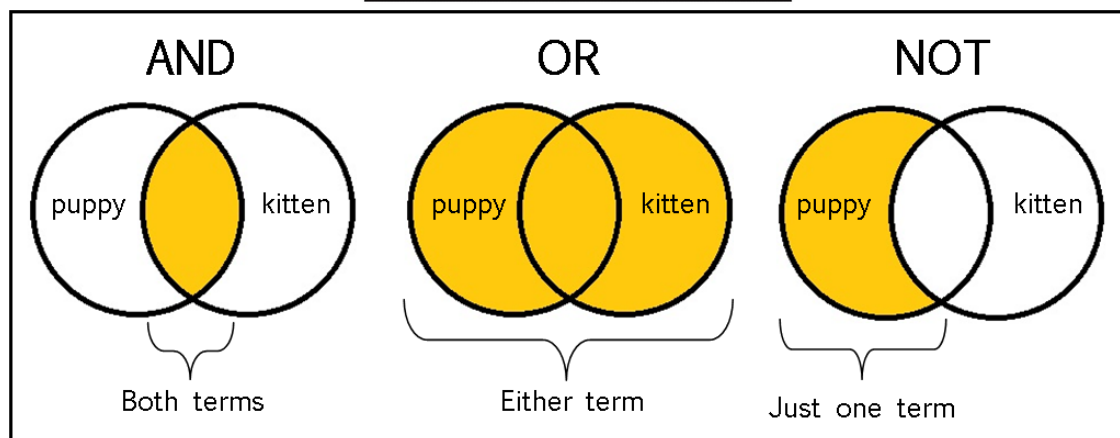 AND
puppy
kitten
Both terms
OR
puppy
kitten
Either term
NOT
puppy
kitten
Just one term